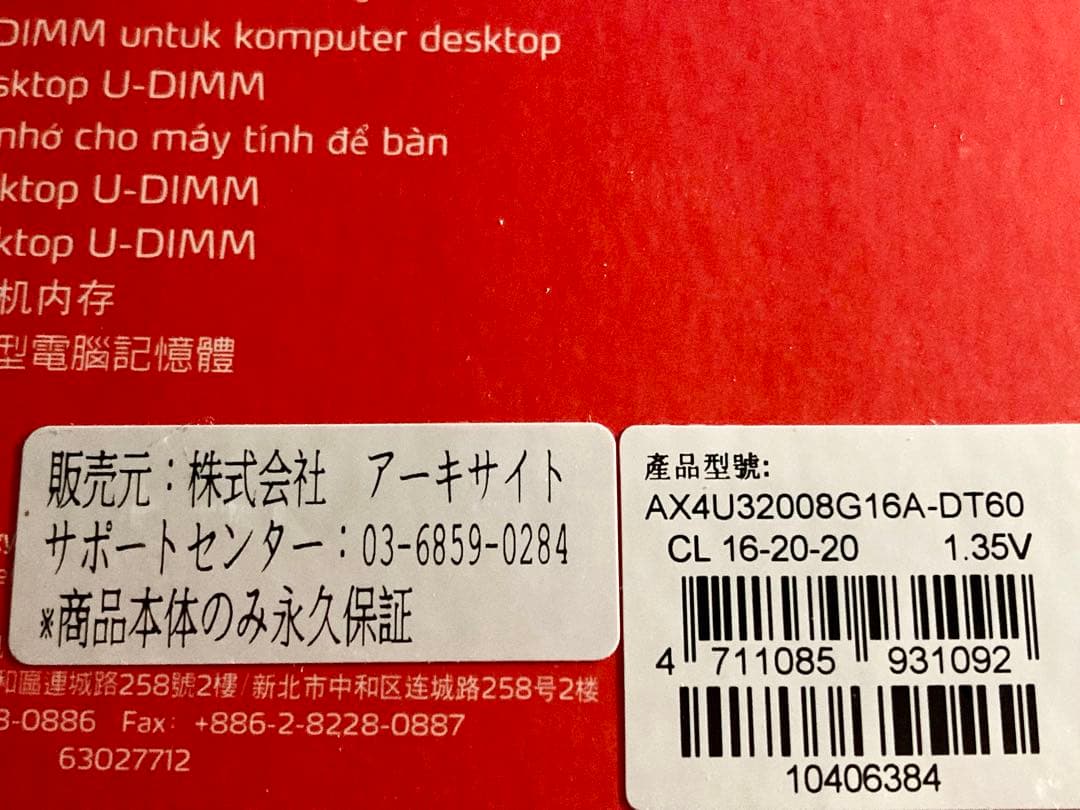 DIMM untuk komputer desktop
sktop U-DIMM
nhớ cho máy tính để bàn
ktop U-DIMM
ktop U-DIMM
机内存
型電腦記憶體
販売元：株式会社　アーキサイト
サポートセンター：03-6859-0284
※商品本体のみ永久保証
產品型號:
AX4U32008G16A-DT60
CL 16-20-20 1.35V
4 711085 931092
10406384
和區連城路258號2樓/新北市中和区连城路258号2楼
8-0886 Fax: +886-2-8228-0887
63027712